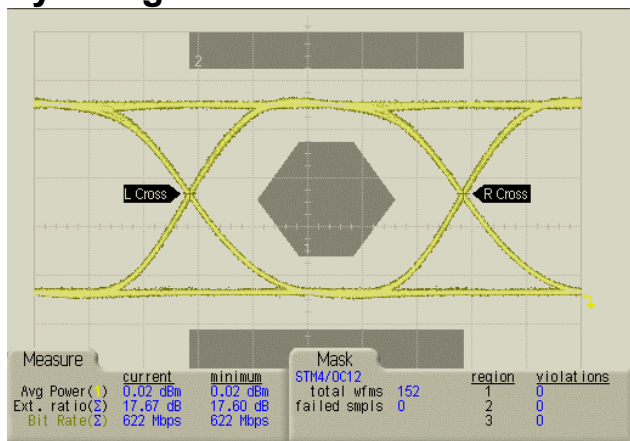 2
L Cross
R Cross
1
Measure
current minimum
Avg Power(1) 0.02 dBm 0.02 dBm
Ext. ratio(Σ) 17.67 dB 17.60 dB
Bit Rate(Σ) 622 Mbps 622 Mbps
Mask
STM4/OC12 region violations
total wfms 152 1 0
failed smpls 0 2 0
3 0